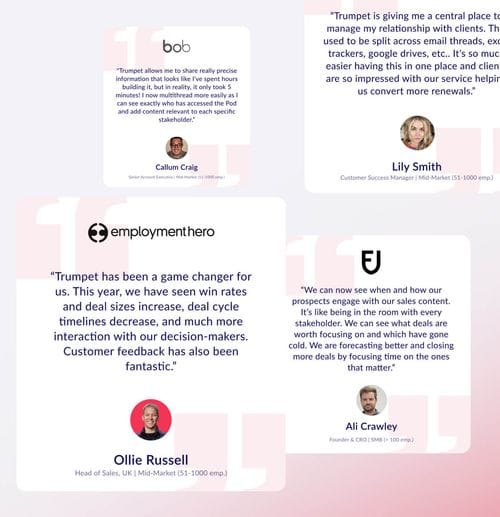 bob
"Trumpet allows me to share really precise
information that looks like I've spent hours
building it, but in reality, it only took 5
minutes! I now multithread more easily as I
can see exactly who has accessed the Pod
and add content relevant to each specific
stakeholder."
Callum Craig
Senior Account Executive | Mid-Market (51-1000 emp.)
"Trumpet is giving me a central place to
manage my relationship with clients. Th
used to be split across email threads, exc
trackers, google drives, etc.. It's so muc
easier having this in one place and clien
are so impressed with our service helpin
us convert more renewals."
Lily Smith
Customer Success Manager | Mid-Market (51-1000 emp.)
employmenthero
"Trumpet has been a game changer for
us. This year, we have seen win rates
and deal sizes increase, deal cycle
timelines decrease, and much more
interaction with our decision-makers.
Customer feedback has also been
fantastic."
Ollie Russell
Head of Sales, UK | Mid-Market (51-1000 emp.)
"We can now see when and how our
prospects engage with our sales content.
It's like being in the room with every
stakeholder. We can see what deals are
worth focusing on and which have gone
cold. We are forecasting better and closing
more deals by focusing time on the ones
that matter."
Ali Crawley
Founder & CRO | SMB (> 100 emp.)